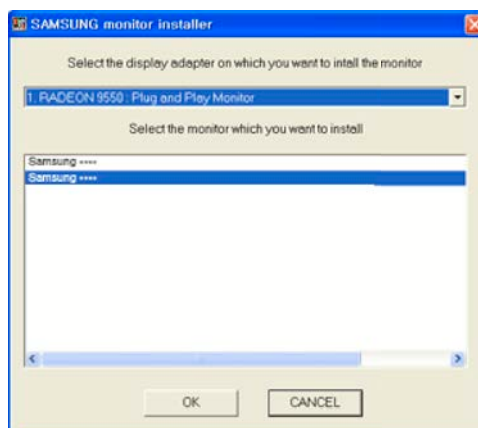 SAMSUNG monitor installer
Select the display adapter on which you want to intall the monitor
1. RADEON 9550 : Plug and Play Monitor
Select the monitor which you want to install
Samsung ****
Samsung ****
OK
CANCEL